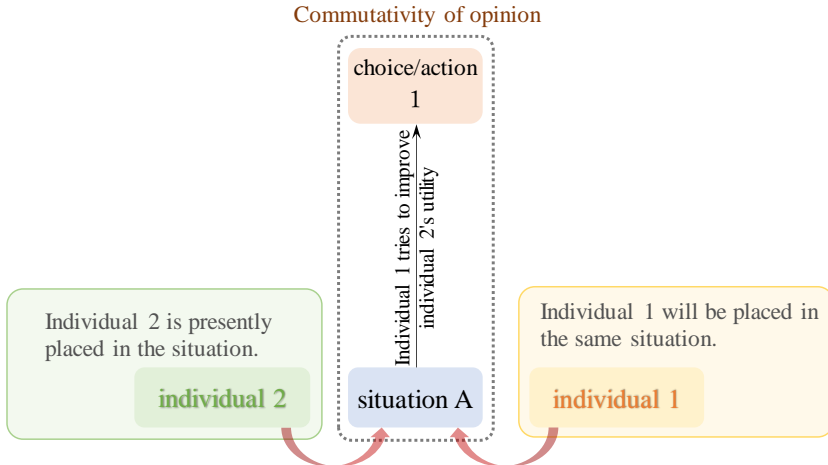 Commutativity of opinion
choice/action
1
Individual 1 tries to improve
individual 2's utility
Individual 2 is presently
placed in the situation.
individual 2
situation A
Individual 1 will be placed in
the same situation.
individual 1